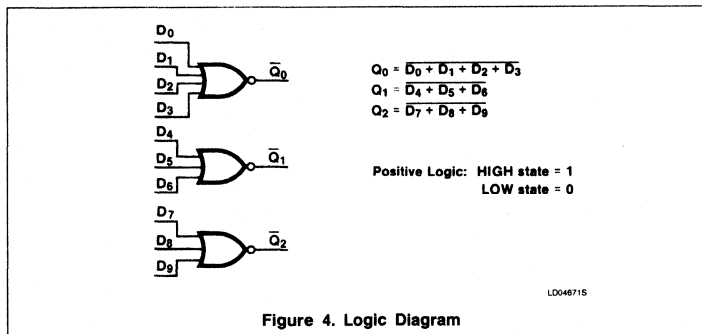 D₀
D₁
D₂
D₃
Q̅₀
D₄
D₅
D₆
Q̅₁
D₇
D₈
D₉
Q̅₂
Q₀ = D₀ + D₁ + D₂ + D₃
Q₁ = D₄ + D₅ + D₆
Q₂ = D₇ + D₈ + D₉
Positive Logic: HIGH state = 1
LOW state = 0
LD04671S
Figure 4. Logic Diagram